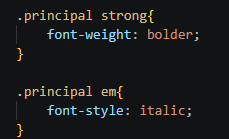 .principal strong{
    font-weight: bolder;
}

.principal em{
    font-style: italic;
}